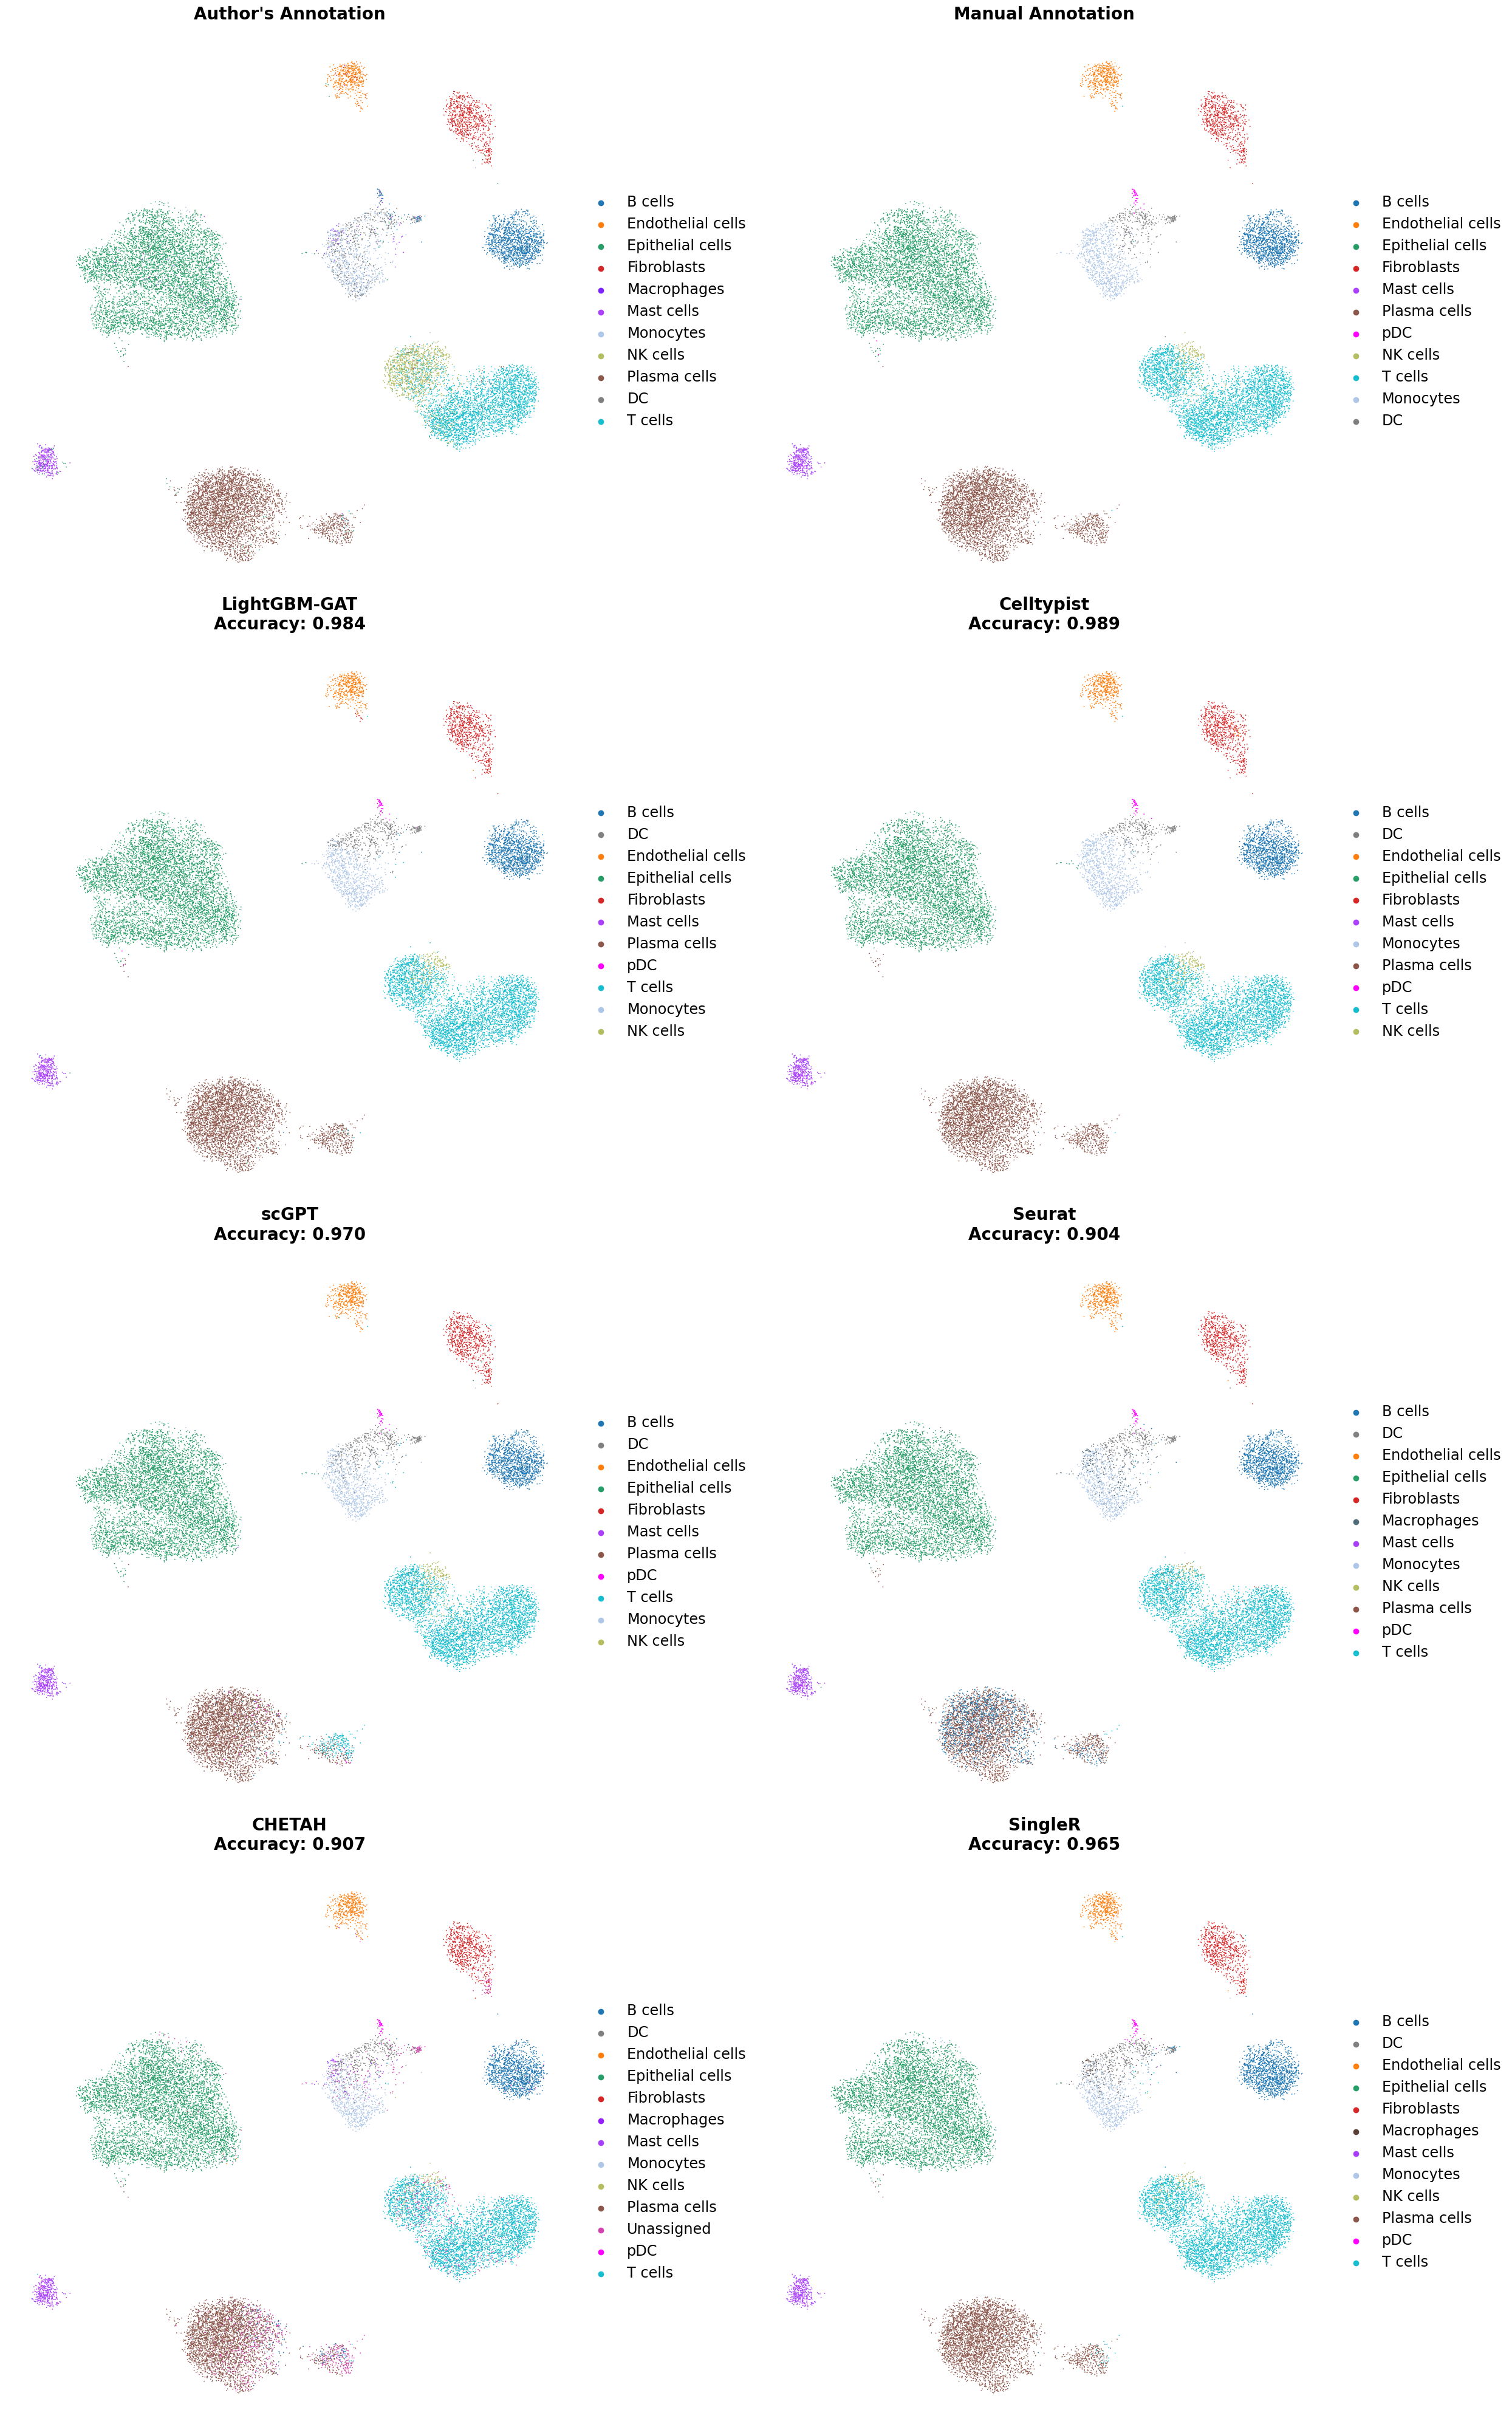 Author's Annotation
B cells
Endothelial cells
Epithelial cells
Fibroblasts
Macrophages
Mast cells
Monocytes
NK cells
Plasma cells
DC
T cells
Manual Annotation
B cells
Endothelial cells
Epithelial cells
Fibroblasts
Mast cells
Plasma cells
pDC
NK cells
T cells
Monocytes
DC
LightGBM-GAT
Accuracy: 0.984
B cells
DC
Endothelial cells
Epithelial cells
Fibroblasts
Mast cells
Plasma cells
pDC
T cells
Monocytes
NK cells
Celltypist
Accuracy: 0.989
B cells
DC
Endothelial cells
Epithelial cells
Fibroblasts
Mast cells
Monocytes
Plasma cells
pDC
T cells
NK cells
scGPT
Accuracy: 0.970
B cells
DC
Endothelial cells
Epithelial cells
Fibroblasts
Mast cells
Plasma cells
pDC
T cells
Monocytes
NK cells
Seurat
Accuracy: 0.904
B cells
DC
Endothelial cells
Epithelial cells
Fibroblasts
Macrophages
Mast cells
Monocytes
NK cells
Plasma cells
pDC
T cells
CHETAH
Accuracy: 0.907
B cells
DC
Endothelial cells
Epithelial cells
Fibroblasts
Macrophages
Mast cells
Monocytes
NK cells
Plasma cells
Unassigned
pDC
T cells
SingleR
Accuracy: 0.965
B cells
DC
Endothelial cells
Epithelial cells
Fibroblasts
Macrophages
Mast cells
Monocytes
NK cells
Plasma cells
pDC
T cells